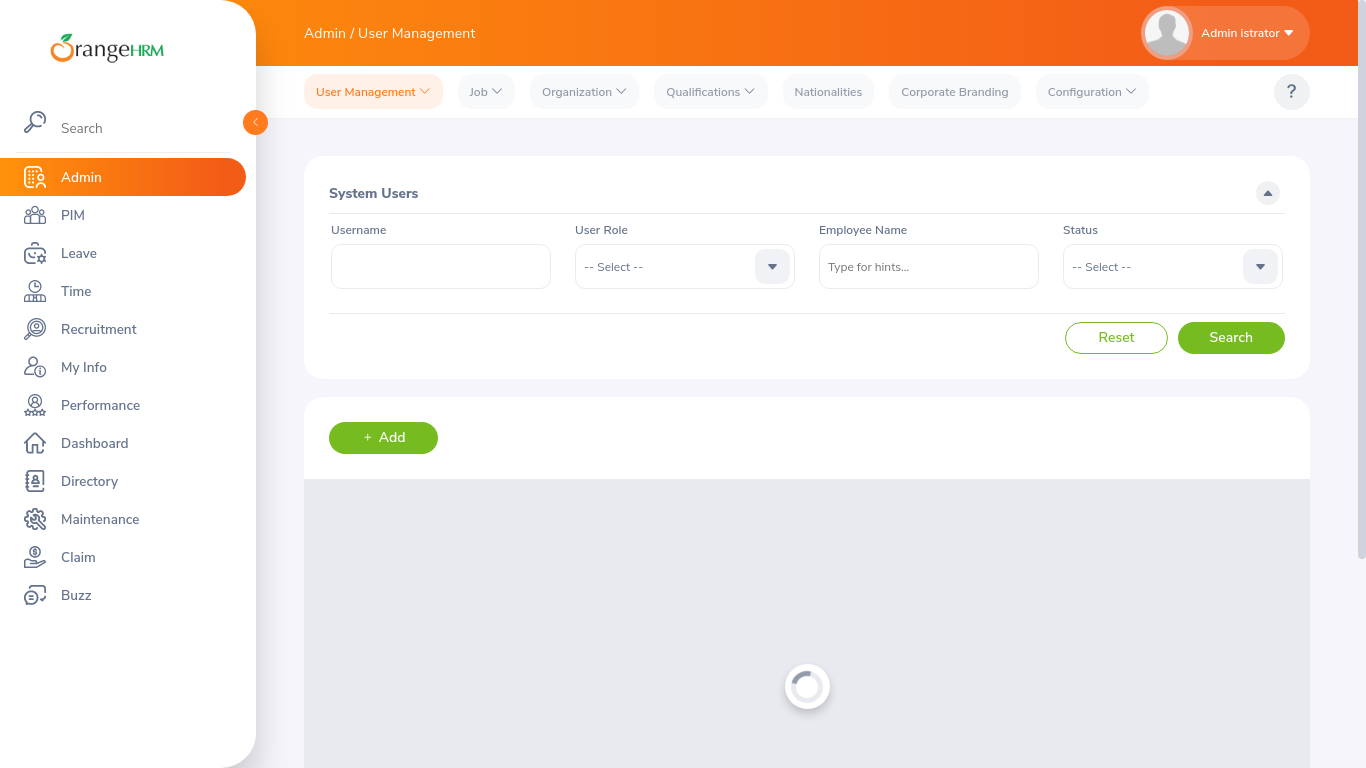 OrangeHRM
Admin / User Management
Admin istrator
User Management
Job
Organization
Qualifications
Nationalities
Corporate Branding
Configuration
?
Search
Admin
PIM
Leave
Time
Recruitment
My Info
Performance
Dashboard
Directory
Maintenance
Claim
Buzz
System Users
Username
User Role
Employee Name
Status
-- Select --
Type for hints...
-- Select --
Reset
Search
+ Add